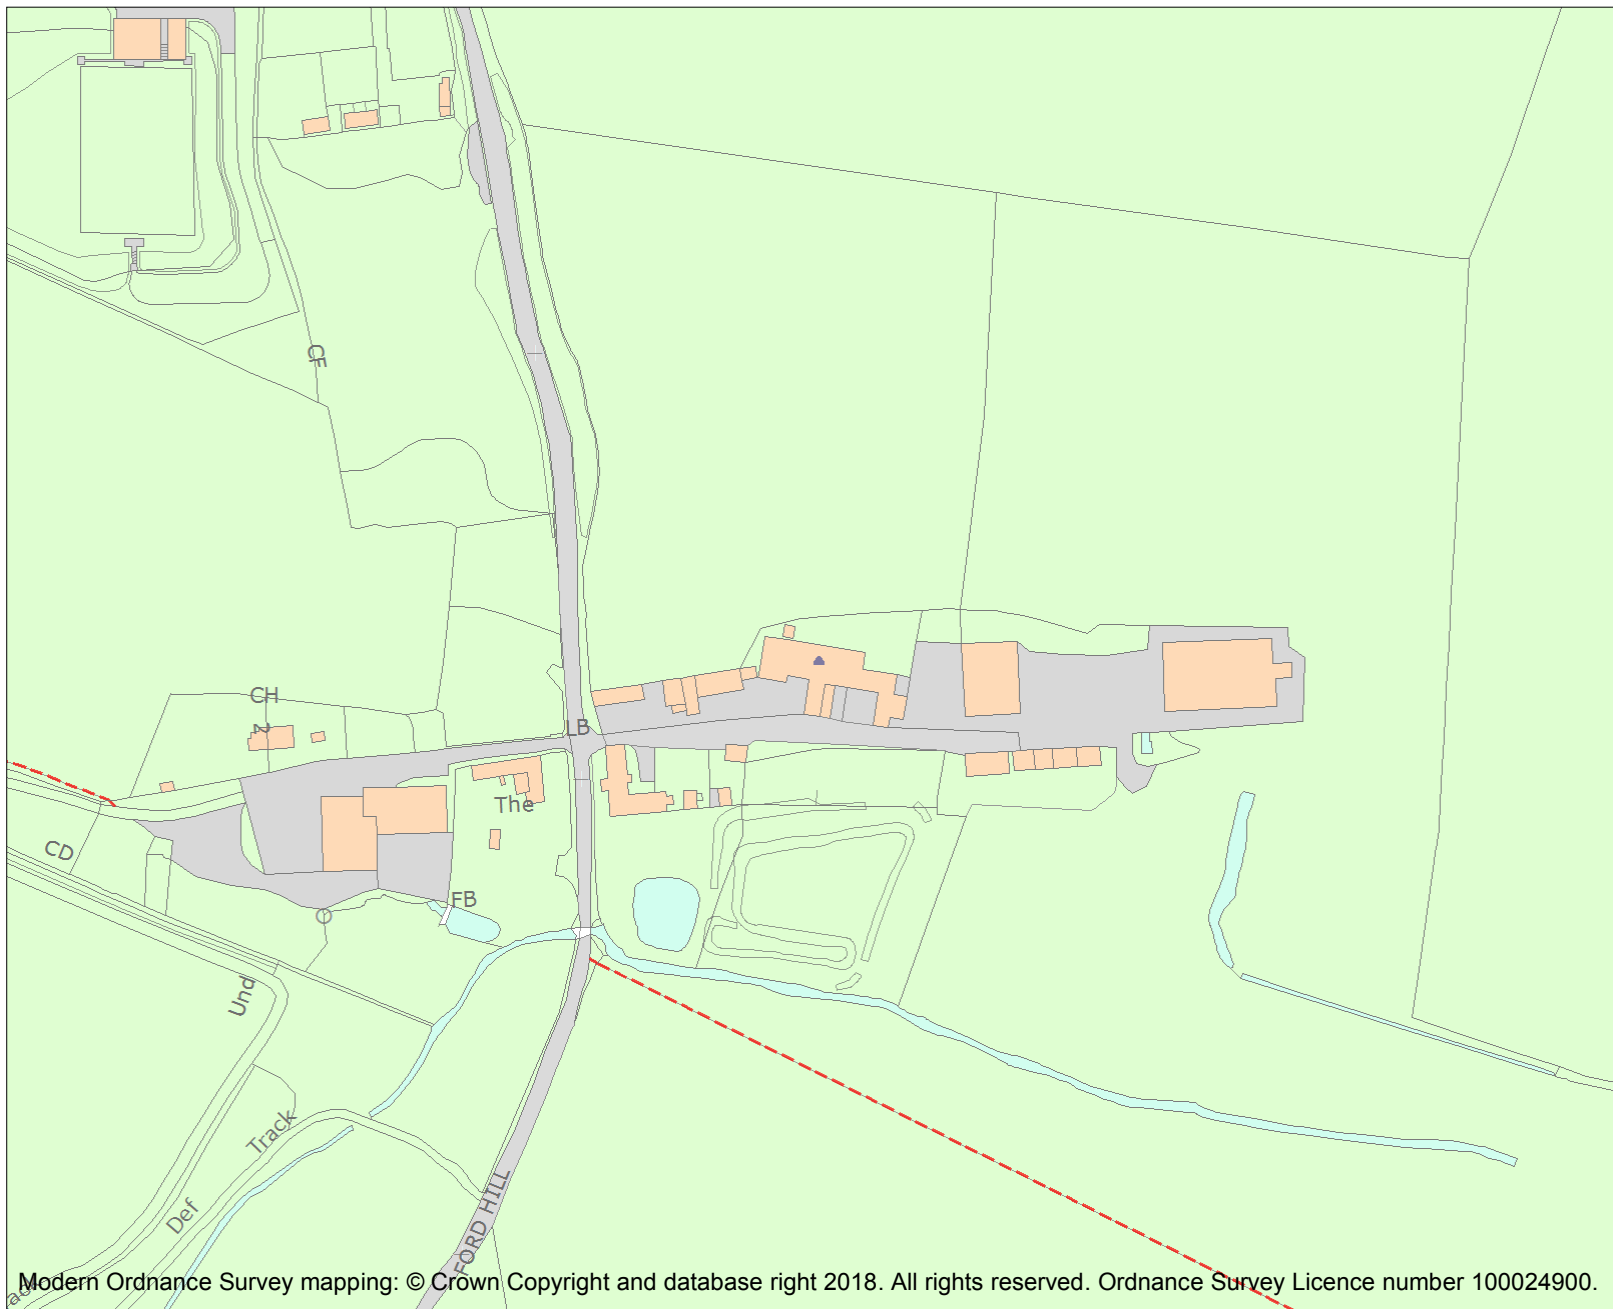 CF
CH
2
LB
The
CD
FB
Und
Track
Def
FORD HILL
Modern Ordnance Survey mapping: © Crown Copyright and database right 2018. All rights reserved. Ordnance Survey Licence number 100024900.